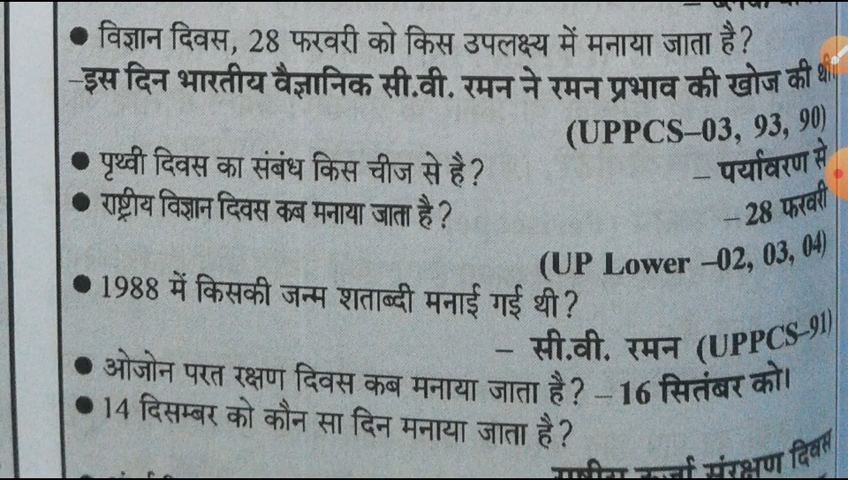 ● विज्ञान दिवस, 28 फरवरी को किस उपलक्ष्य में मनाया जाता है?
–इस दिन भारतीय वैज्ञानिक सी.वी. रमन ने रमन प्रभाव की खोज की थी
(UPPCS–03, 93, 90)
● पृथ्वी दिवस का संबंध किस चीज से है? – पर्यावरण से
● राष्ट्रीय विज्ञान दिवस कब मनाया जाता है? – 28 फरवरी
(UP Lower –02, 03, 04)
● 1988 में किसकी जन्म शताब्दी मनाई गई थी?
– सी.वी. रमन (UPPCS–91)
● ओजोन परत रक्षण दिवस कब मनाया जाता है? – 16 सितंबर को।
● 14 दिसम्बर को कौन सा दिन मनाया जाता है?
राष्ट्रीय ऊर्जा संरक्षण दिवस